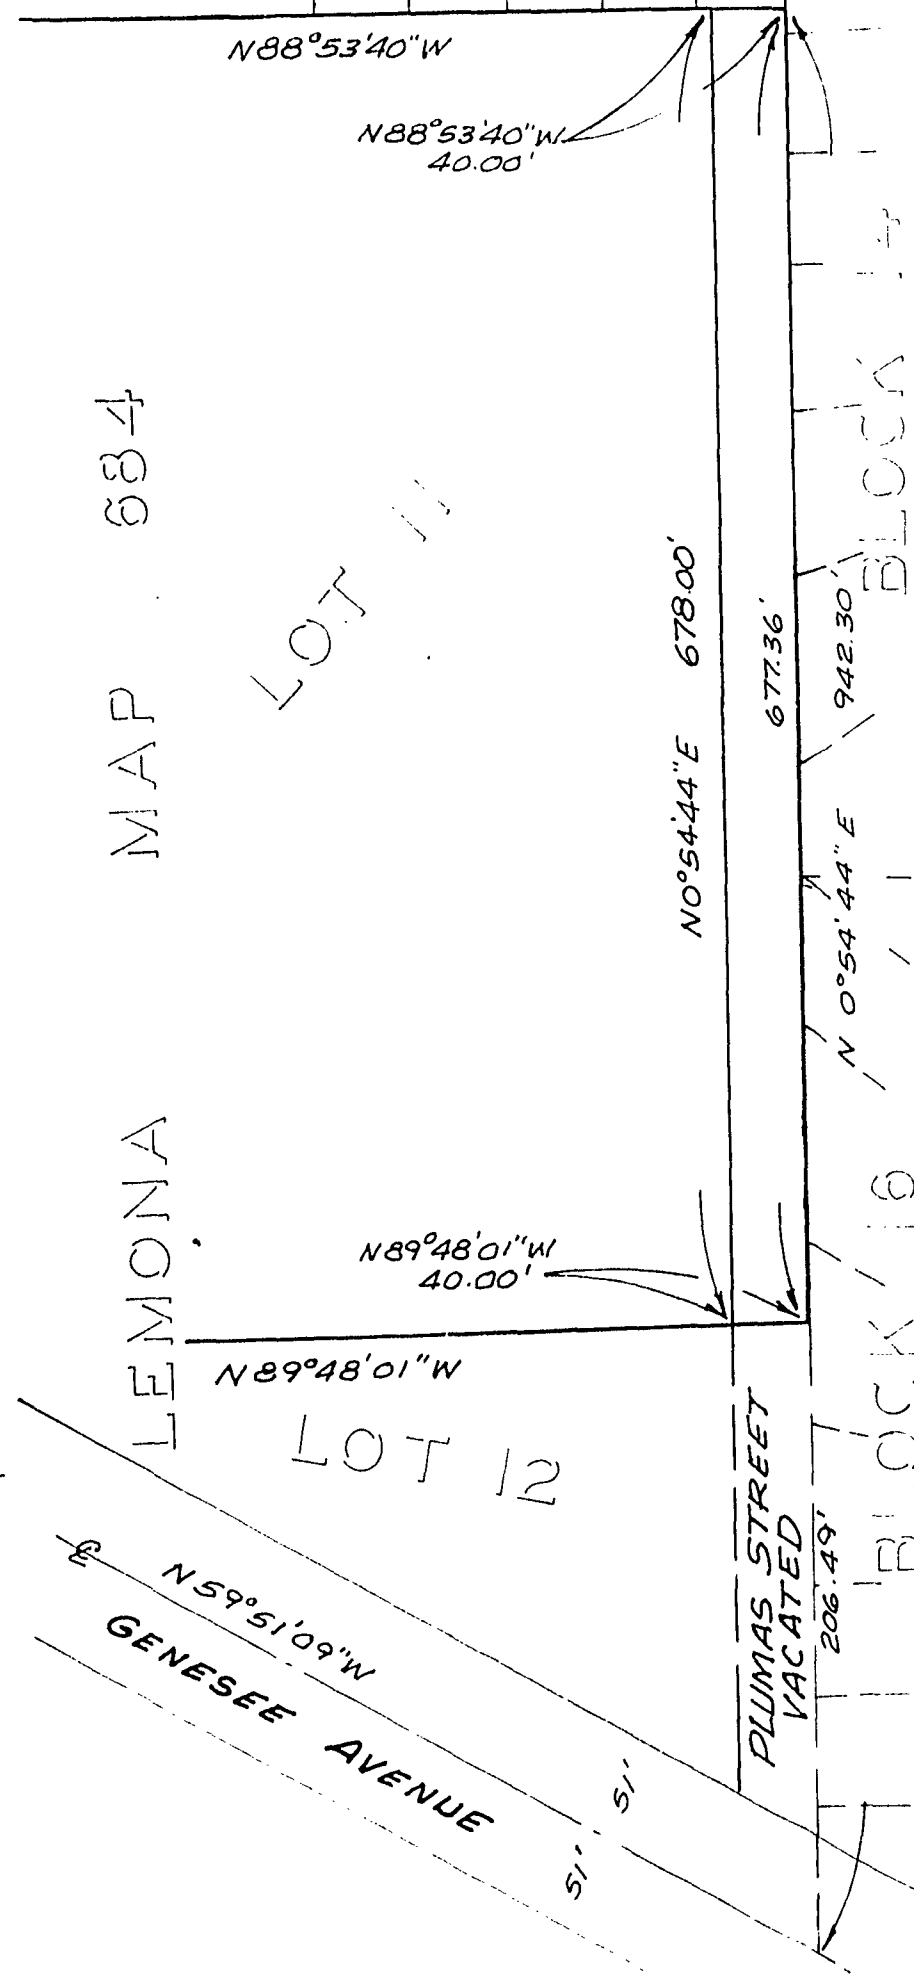 N88°53'40"W
N88°53'40"W
40.00'
BLOCK 14
LEMONA MAP 684
LOT 11
N0°54'44"E 678.00'
677.36'
N 0°54'44"E 942.30'
N89°48'01"W
40.00'
N89°48'01"W
LOT 12
BLOCK 16
PLUMAS STREET
VACATED
206.49'
℄
N59°51'09"W
GENESEE AVENUE
51'
51'